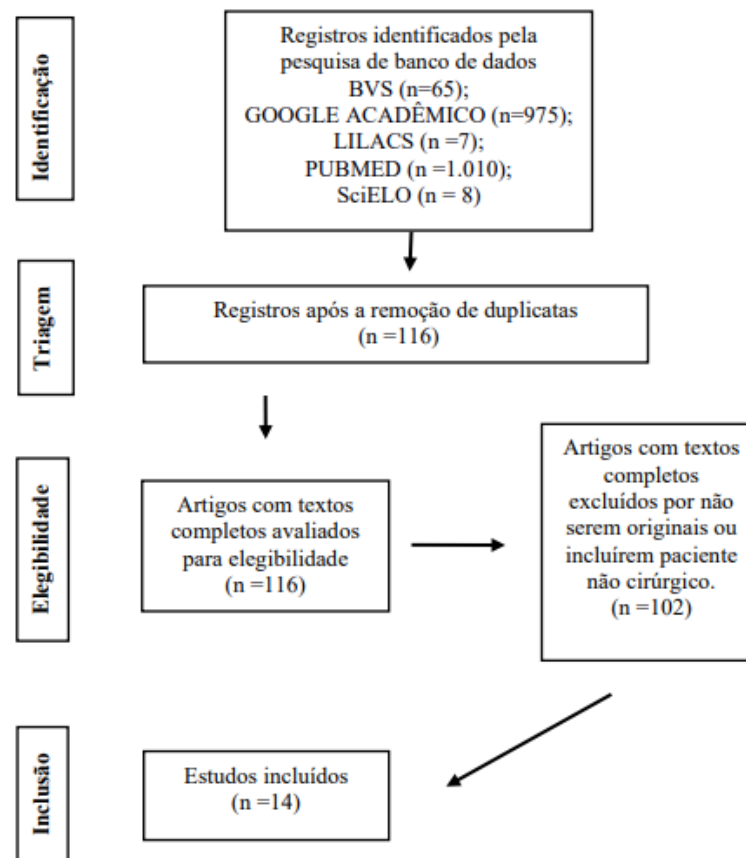 Identificação
Registros identificados pela
pesquisa de banco de dados
BVS (n=65);
GOOGLE ACADÊMICO (n=975);
LILACS (n =7);
PUBMED (n =1.010);
SciELO (n = 8)
Triagem
Registros após a remoção de duplicatas
(n =116)
Elegibilidade
Artigos com textos
completos avaliados
para elegibilidade
(n =116)
Artigos com textos
completos
excluídos por não
serem originais ou
incluírem paciente
não cirúrgico.
(n =102)
Inclusão
Estudos incluídos
(n =14)